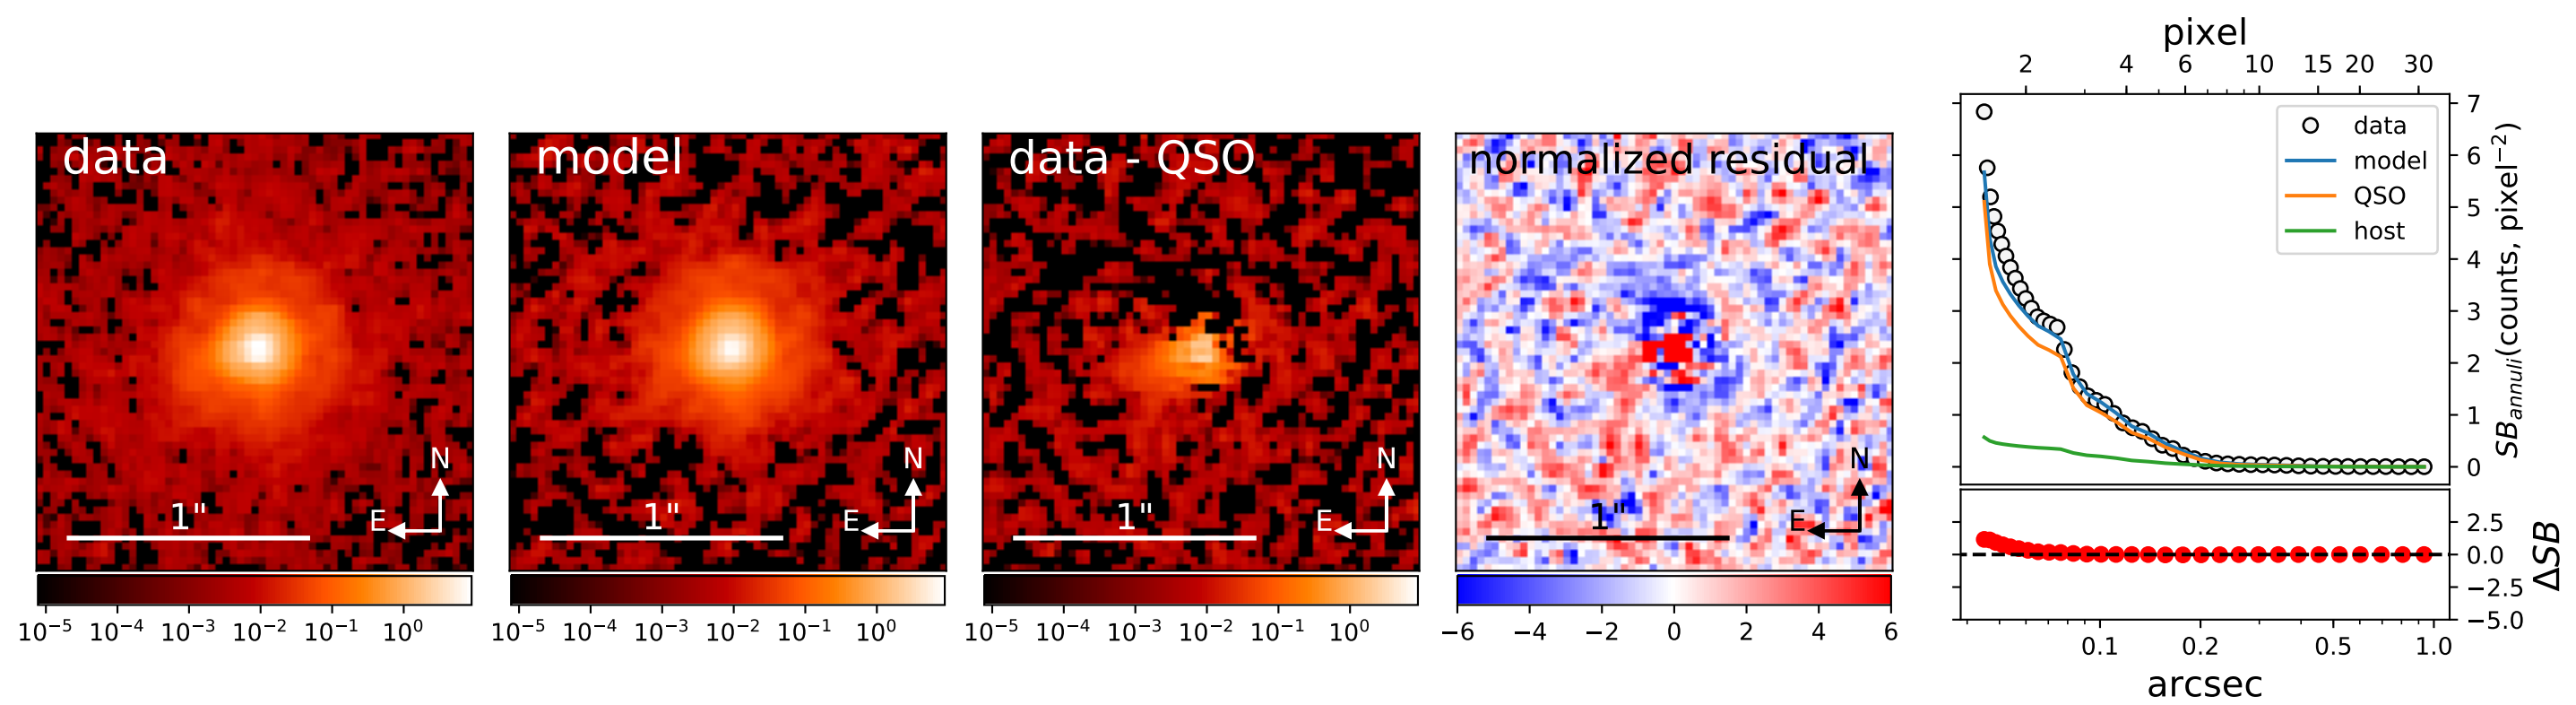 data
N
E
1"
10⁻⁵ 10⁻⁴ 10⁻³ 10⁻² 10⁻¹ 10⁰
model
N
E
1"
10⁻⁵ 10⁻⁴ 10⁻³ 10⁻² 10⁻¹ 10⁰
data - QSO
N
E
1"
10⁻⁵ 10⁻⁴ 10⁻³ 10⁻² 10⁻¹ 10⁰
normalized residual
N
E
1"
−6 −4 −2 0 2 4 6
pixel
2 4 6 10 15 20 30
data
model
QSO
host
7
6
5
4
3
2
1
0
SB_annuli(counts, pixel⁻²)
2.5
0.0
−2.5
−5.0
ΔSB
0.1 0.2 0.5 1.0
arcsec